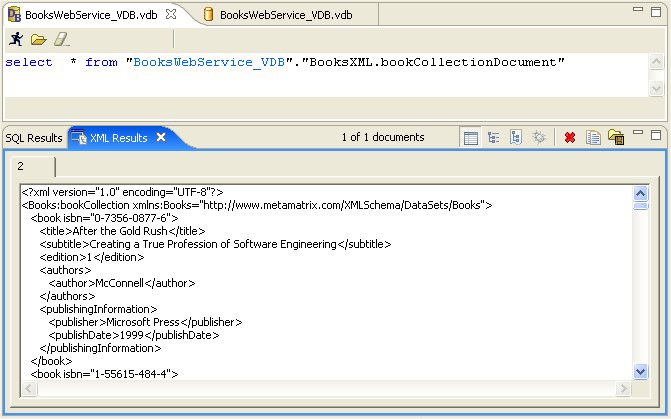 BooksWebService_VDB.vdb BooksWebService_VDB.vdb
select * from "BooksWebService_VDB"."BooksXML.bookCollectionDocument"
SQL Results XML Results 1 of 1 documents
2
<?xml version="1.0" encoding="UTF-8"?>
<Books:bookCollection xmlns:Books="http://www.metamatrix.com/XMLSchema/DataSets/Books">
<book isbn="0-7356-0877-6">
<title>After the Gold Rush</title>
<subtitle>Creating a True Profession of Software Engineering</subtitle>
<edition>1</edition>
<authors>
<author>McConnell</author>
</authors>
<publishingInformation>
<publisher>Microsoft Press</publisher>
<publishDate>1999</publishDate>
</publishingInformation>
</book>
<book isbn="1-55615-484-4">